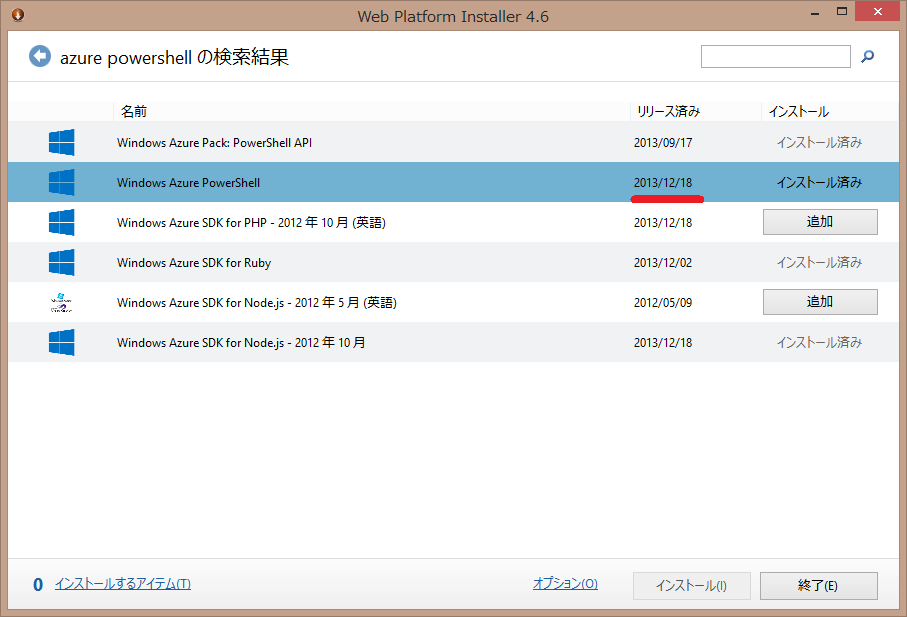 Web Platform Installer 4.6
azure powershell の検索結果
名前 リリース済み インストール
Windows Azure Pack: PowerShell API 2013/09/17 インストール済み
Windows Azure PowerShell 2013/12/18 インストール済み
Windows Azure SDK for PHP - 2012 年 10 月 (英語) 2013/12/18 追加
Windows Azure SDK for Ruby 2013/12/02 インストール済み
Windows Azure SDK for Node.js - 2012 年 5 月 (英語) 2012/05/09 追加
Windows Azure SDK for Node.js - 2012 年 10 月 2013/12/18 インストール済み
0 インストールするアイテム(T) オプション(O) インストール(I) 終了(E)